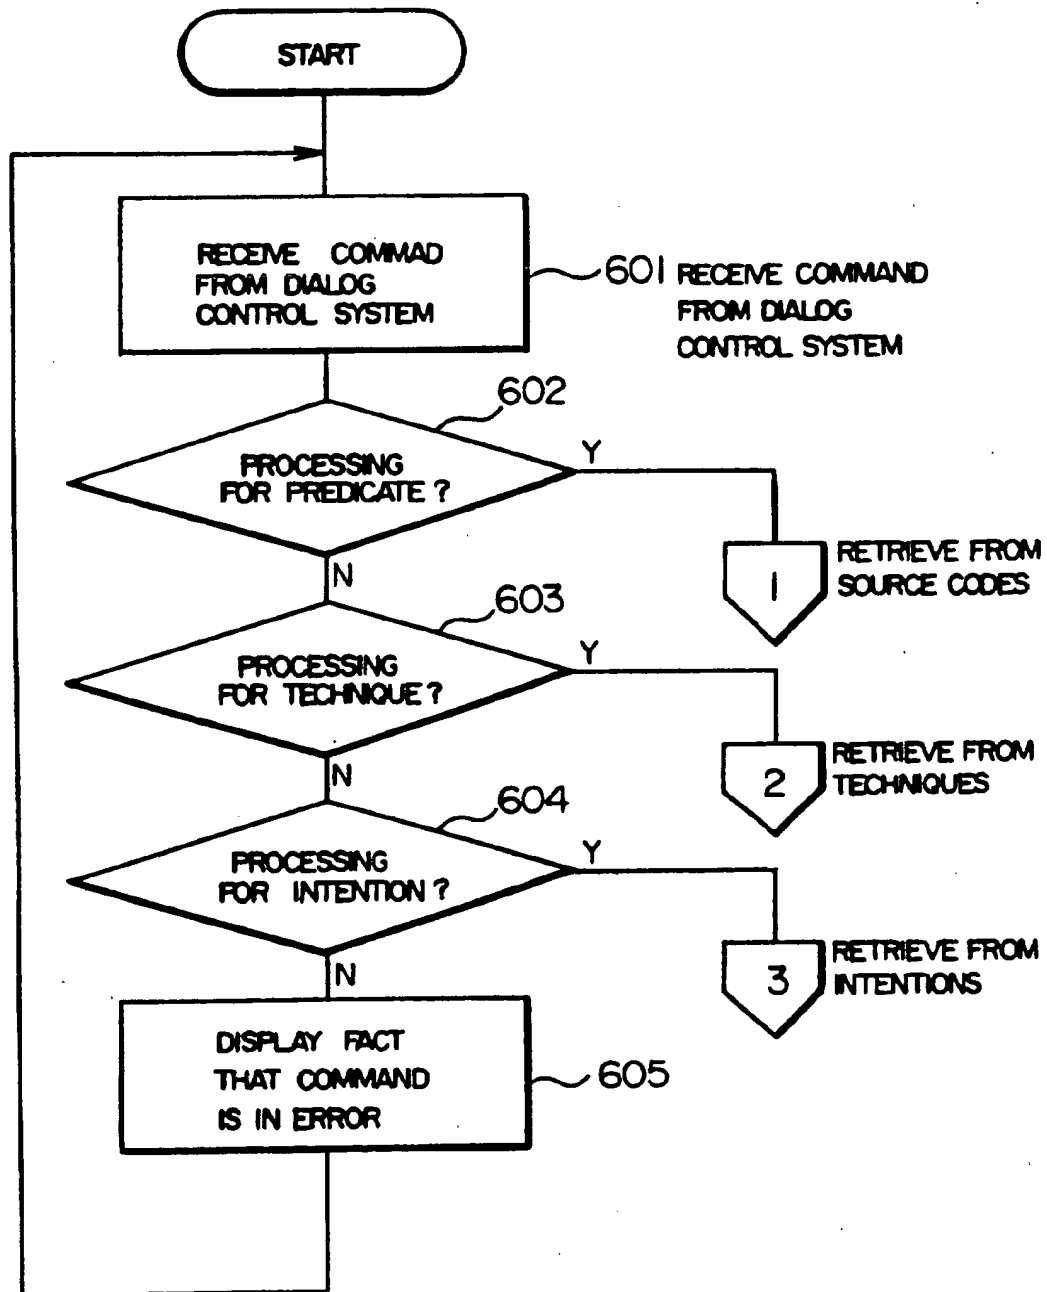 START
RECEIVE COMMAD
FROM DIALOG
CONTROL SYSTEM
601 RECEIVE COMMAND
FROM DIALOG
CONTROL SYSTEM
602
PROCESSING
FOR PREDICATE ?
Y
N
1
RETRIEVE FROM
SOURCE CODES
603
PROCESSING
FOR TECHNIQUE ?
Y
N
2
RETRIEVE FROM
TECHNIQUES
604
PROCESSING
FOR INTENTION ?
Y
N
3
RETRIEVE FROM
INTENTIONS
DISPLAY FACT
THAT COMMAND
IS IN ERROR
605